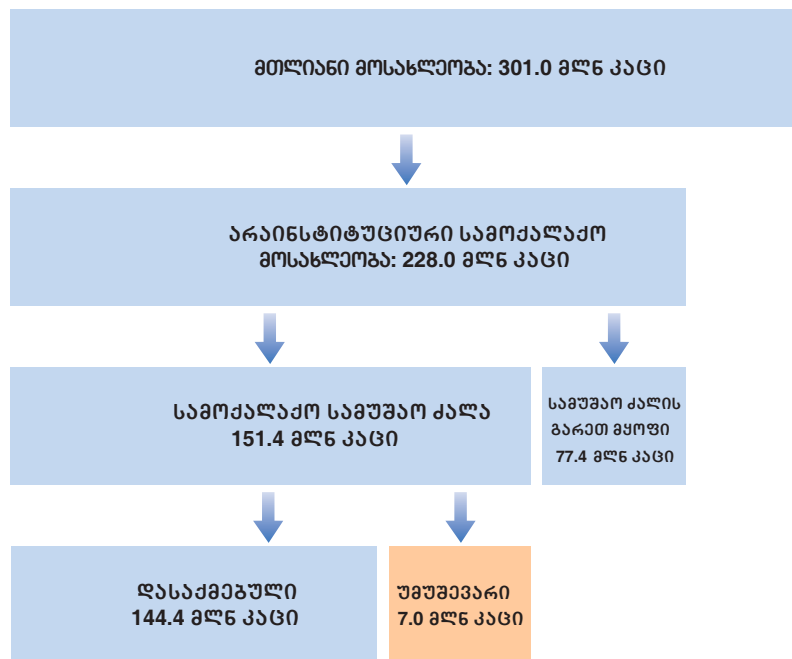 მთლიანი მოსახლეობა: 301.0 მლნ კაცი
არაინსტიტუციური სამოქალაქო
მოსახლეობა: 228.0 მლნ კაცი
სამოქალაქო სამუშაო ძალა
151.4 მლნ კაცი
სამუშაო ძალის
გარეთ მყოფი
77.4 მლნ კაცი
დასაქმებული
144.4 მლნ კაცი
უმუშევარი
7.0 მლნ კაცი